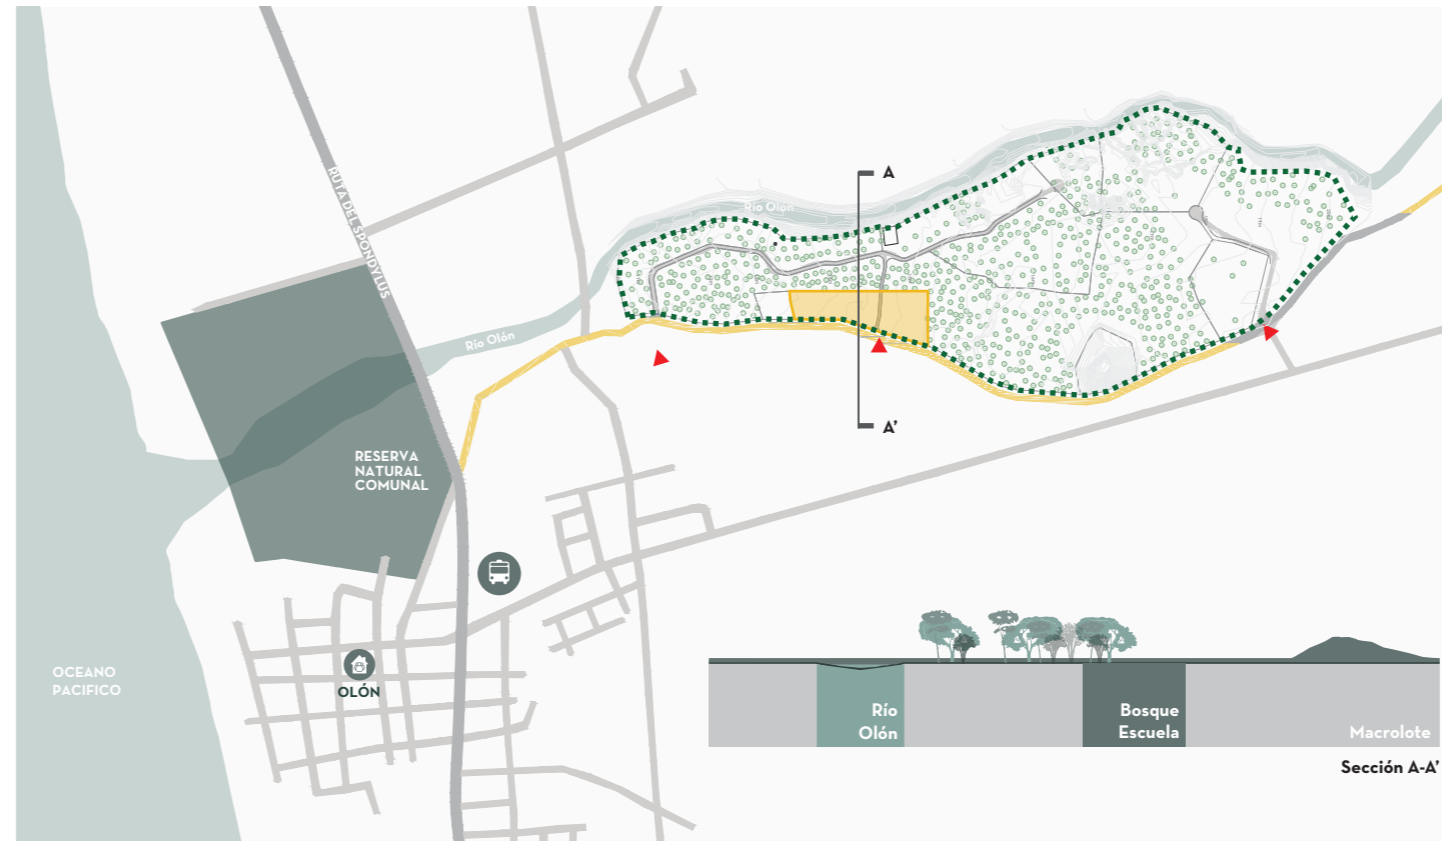 RUTA DEL SPONDYLUS
Río Olón
A
A’
Río Olón
RESERVA
NATURAL
COMUNAL
OCEANO
PACIFICO
OLÓN
Río
Olón
Bosque
Escuela
Macrolote
Sección A-A’